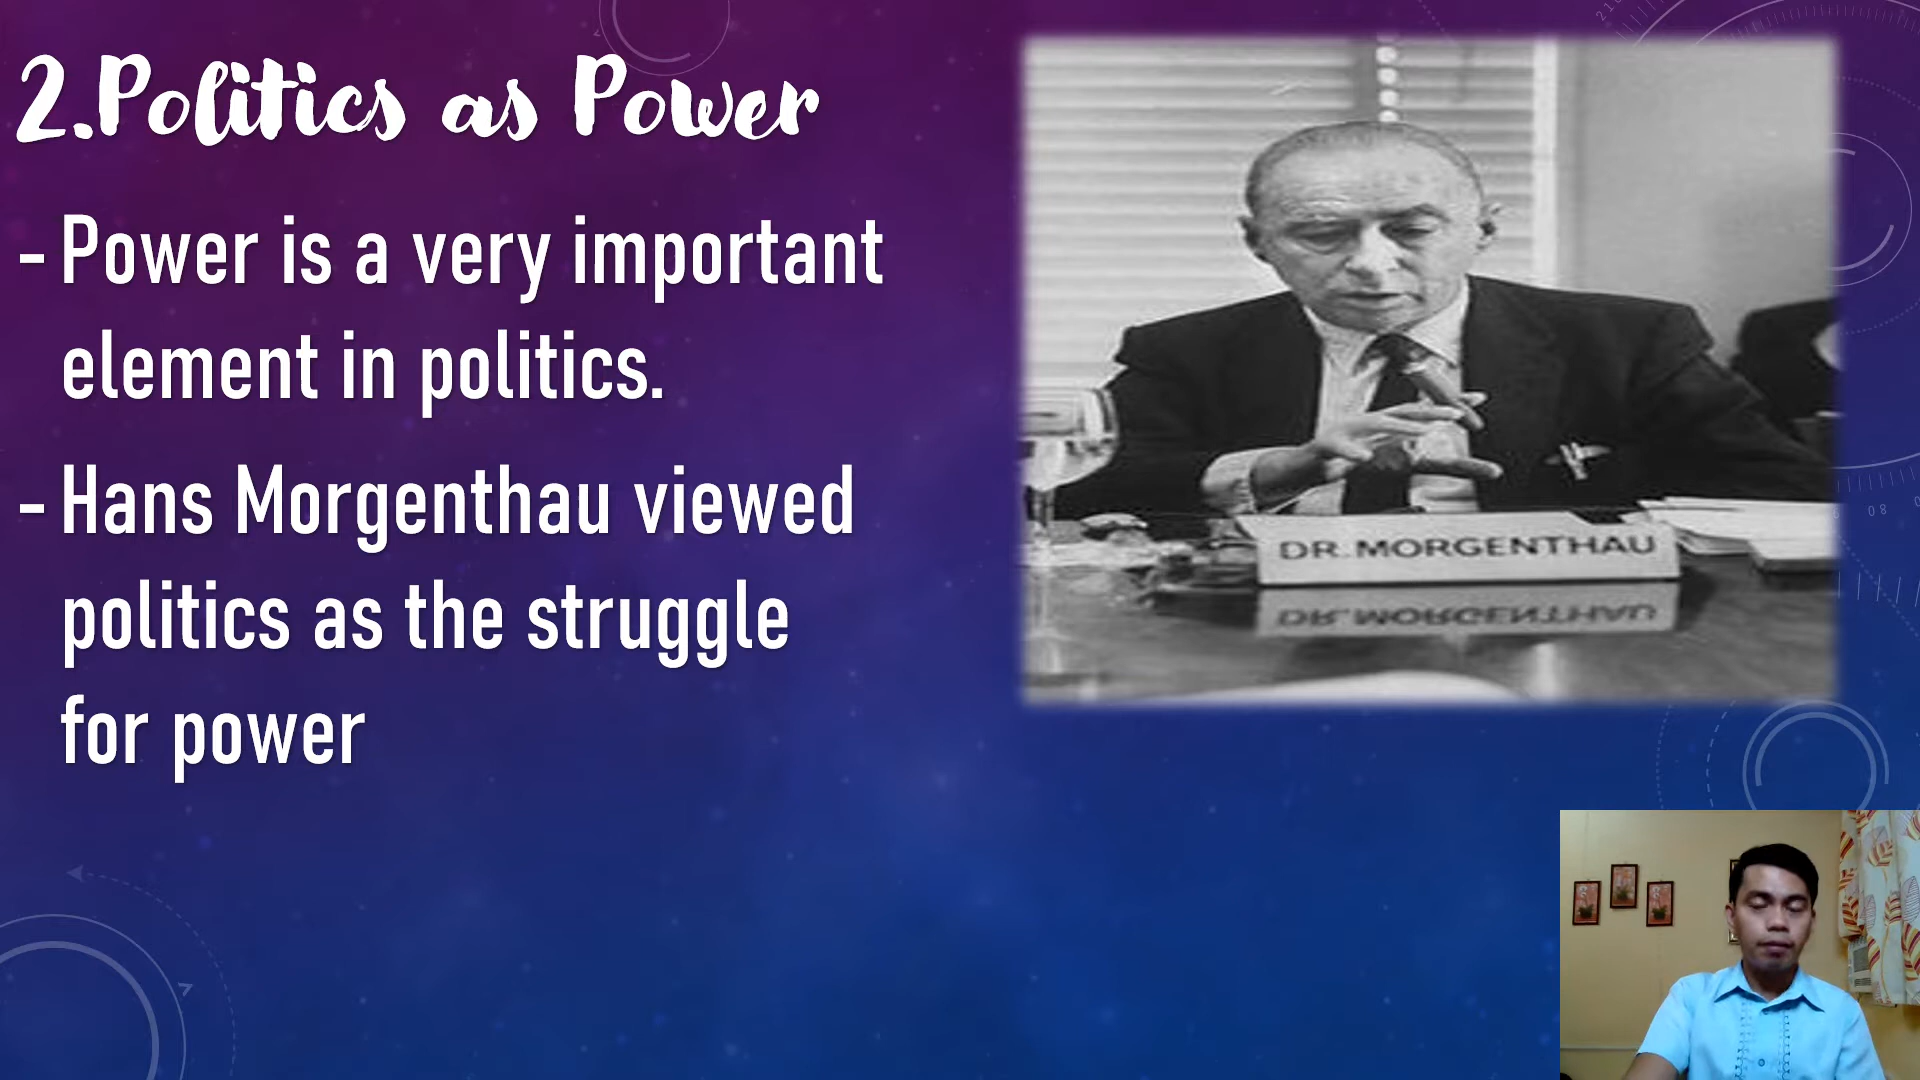 2.Politics as Power
- Power is a very important
element in politics.
- Hans Morgenthau viewed
politics as the struggle
for power
DR. MORGENTHAU
80